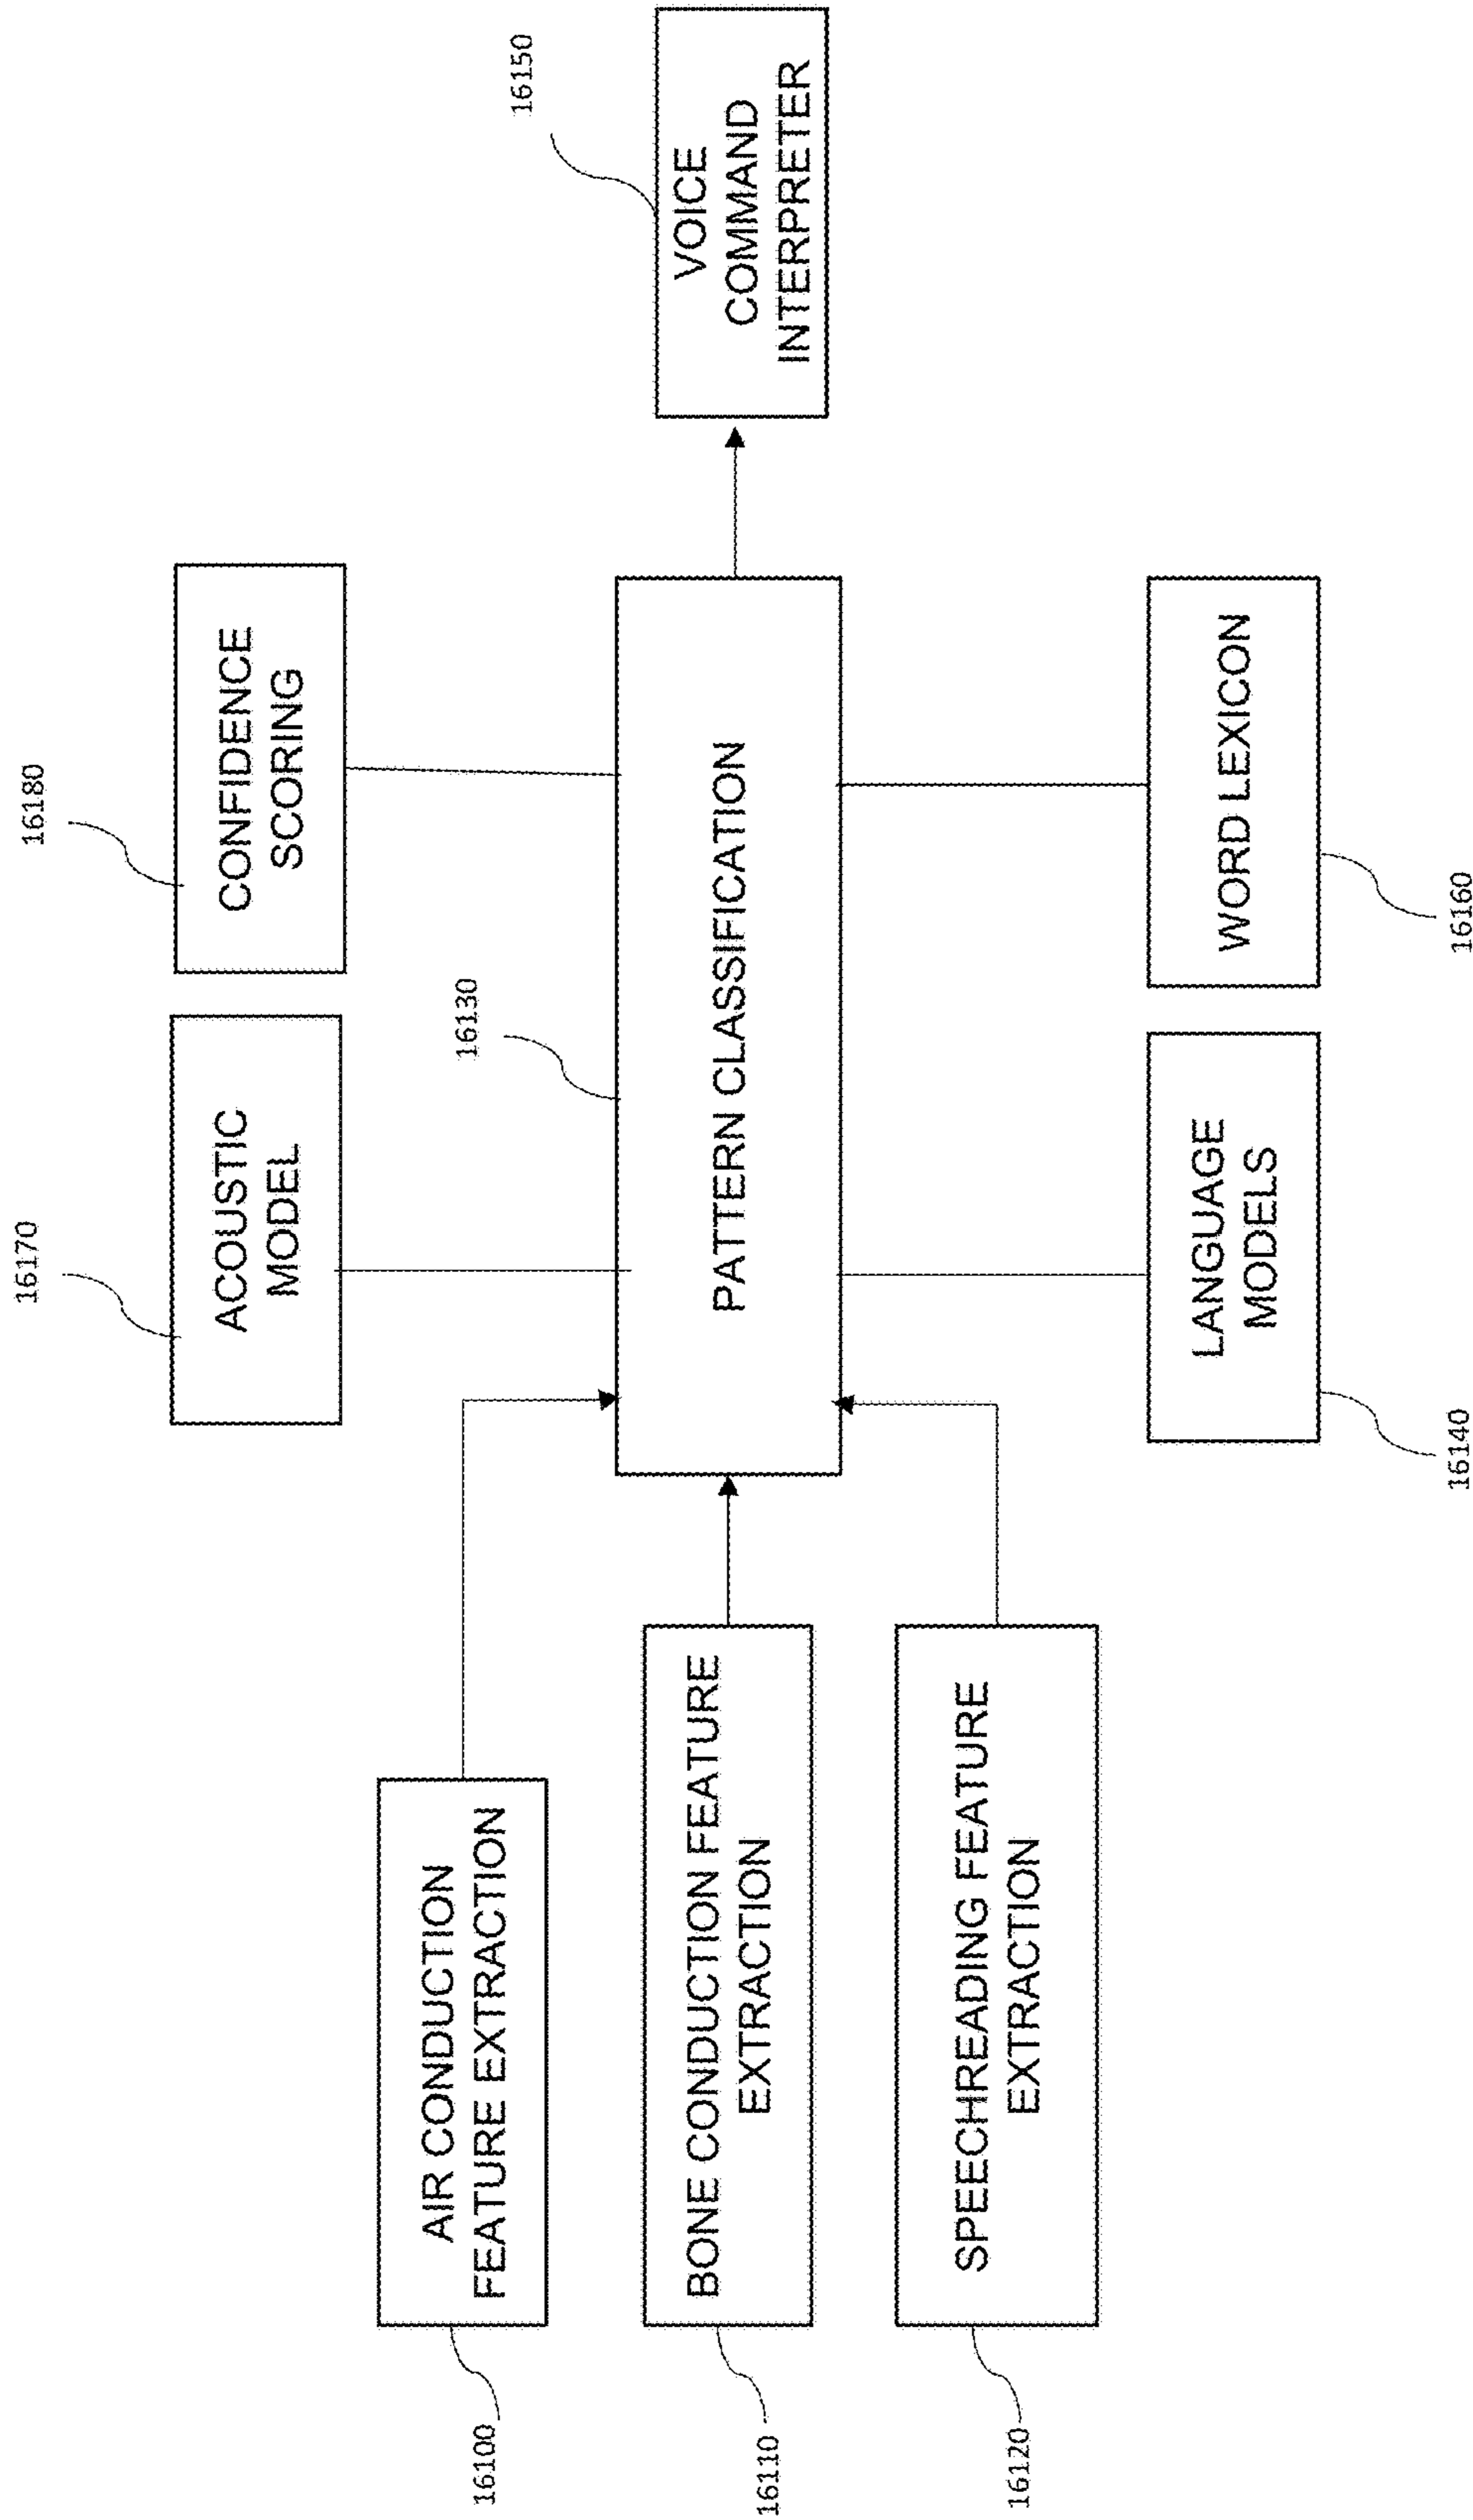 16170
ACOUSTIC
MODEL
16180
CONFIDENCE
SCORING
16100
AIR CONDUCTION
FEATURE EXTRACTION
16130
16150
16110
BONE CONDUCTION FEATURE
EXTRACTION
PATTERN CLASSIFICATION
VOICE
COMMAND
INTERPRETER
16120
SPEECHREADING FEATURE
EXTRACTION
LANGUAGE
MODELS
16140
WORD LEXICON
16160